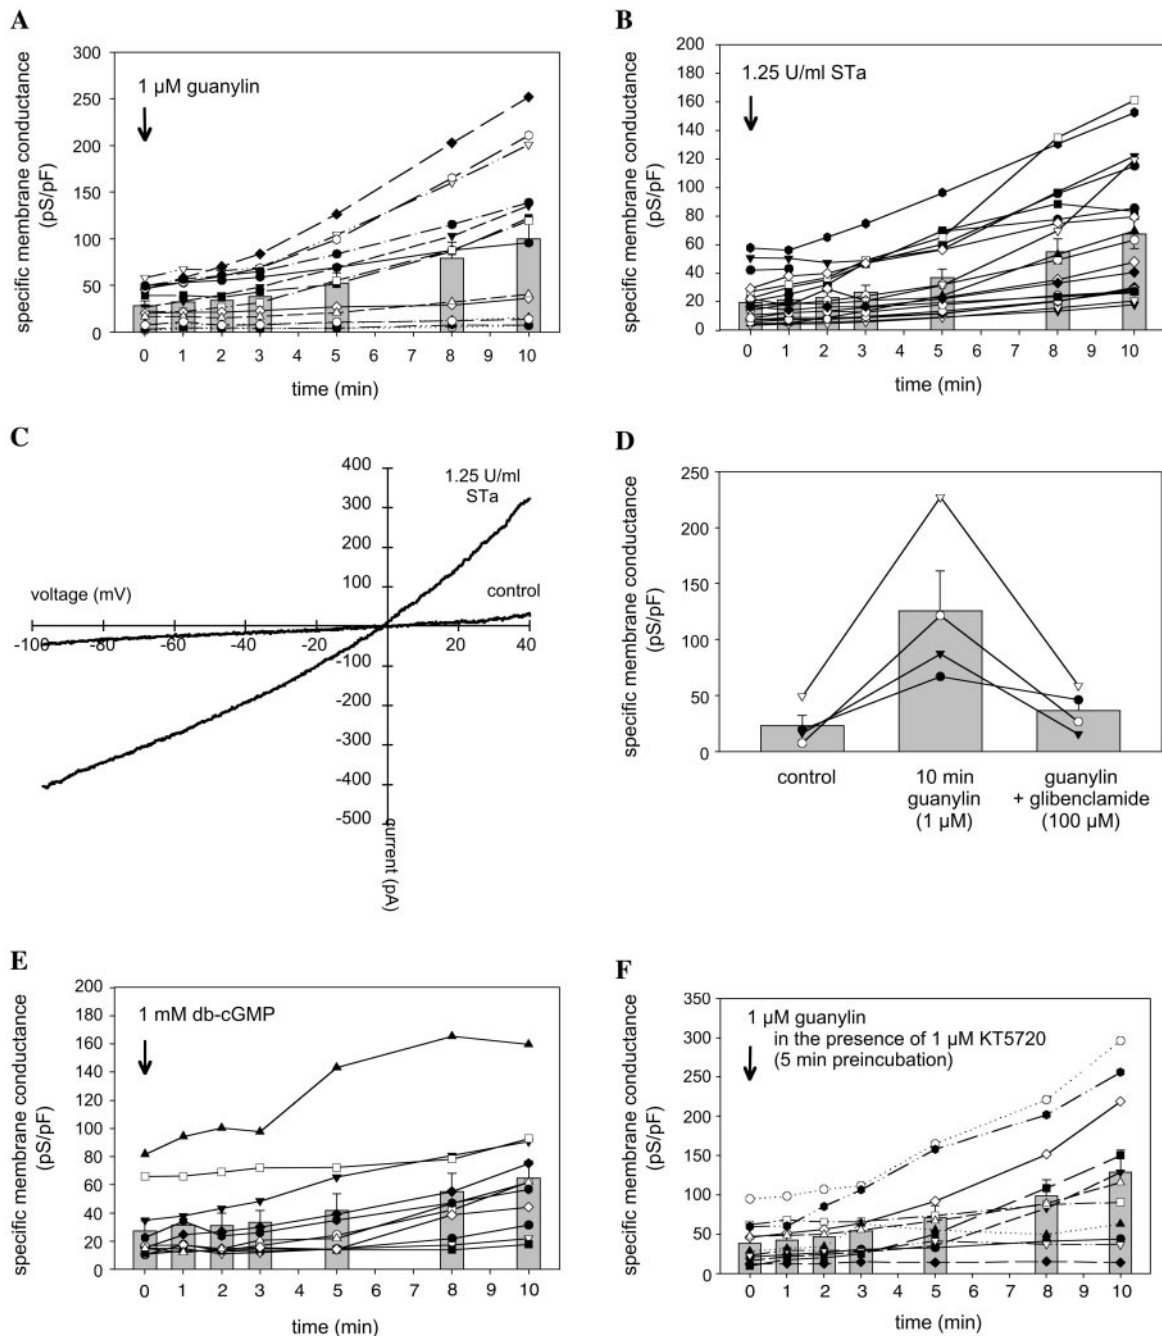 A
specific membrane conductance
(pS/pF)
300
250
200
150
100
50
0
1 µM guanylin
0 1 2 3 4 5 6 7 8 9 10
time (min)
B
specific membrane conductance
(pS/pF)
200
180
160
140
120
100
80
60
40
20
0
1.25 U/ml STa
0 1 2 3 4 5 6 7 8 9 10
time (min)
C
400
300
200
100
-100
-200
-300
-400
-500
1.25 U/ml
STa
control
voltage (mV)
-100 -80 -60 -40 -20 20 40
current (pA)
D
specific membrane conductance
(pS/pF)
250
200
150
100
50
0
control
10 min
guanylin
(1 µM)
guanylin
+ glibenclamide
(100 µM)
E
specific membrane conductance
(pS/pF)
200
180
160
140
120
100
80
60
40
20
0
1 mM db-cGMP
0 1 2 3 4 5 6 7 8 9 10
time (min)
F
specific membrane conductance
(pS/pF)
350
300
250
200
150
100
50
0
1 µM guanylin
in the presence of 1 µM KT5720
(5 min preincubation)
0 1 2 3 4 5 6 7 8 9 10
time (min)